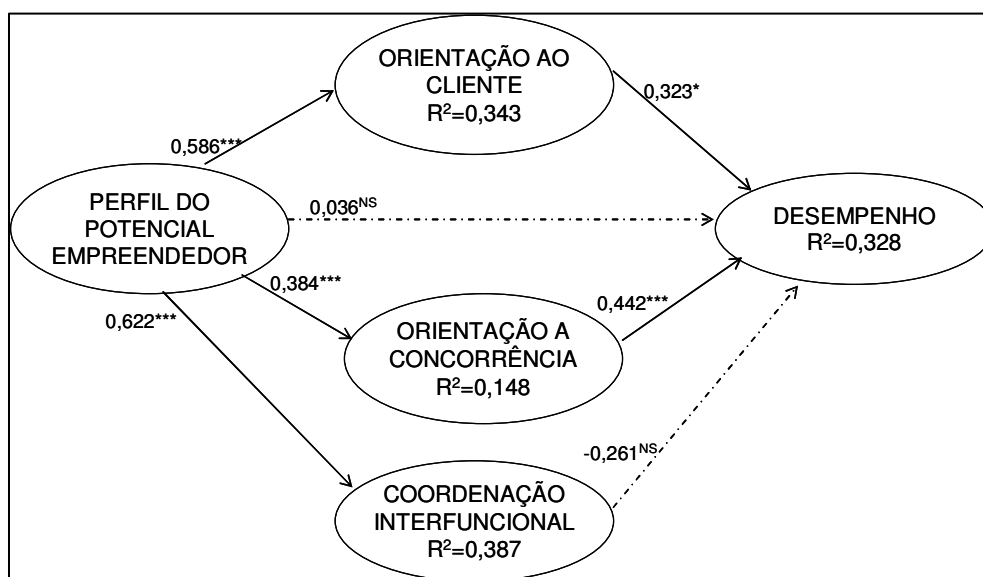 ORIENTAÇÃO AO
CLIENTE
R²=0,343
0,323*
0,586***
PERFIL DO
POTENCIAL
EMPREENDEDOR
0,036ᴺˢ
DESEMPENHO
R²=0,328
0,384***
0,442***
0,622***
ORIENTAÇÃO A
CONCORRÊNCIA
R²=0,148
-0,261ᴺˢ
COORDENAÇÃO
INTERFUNCIONAL
R²=0,387